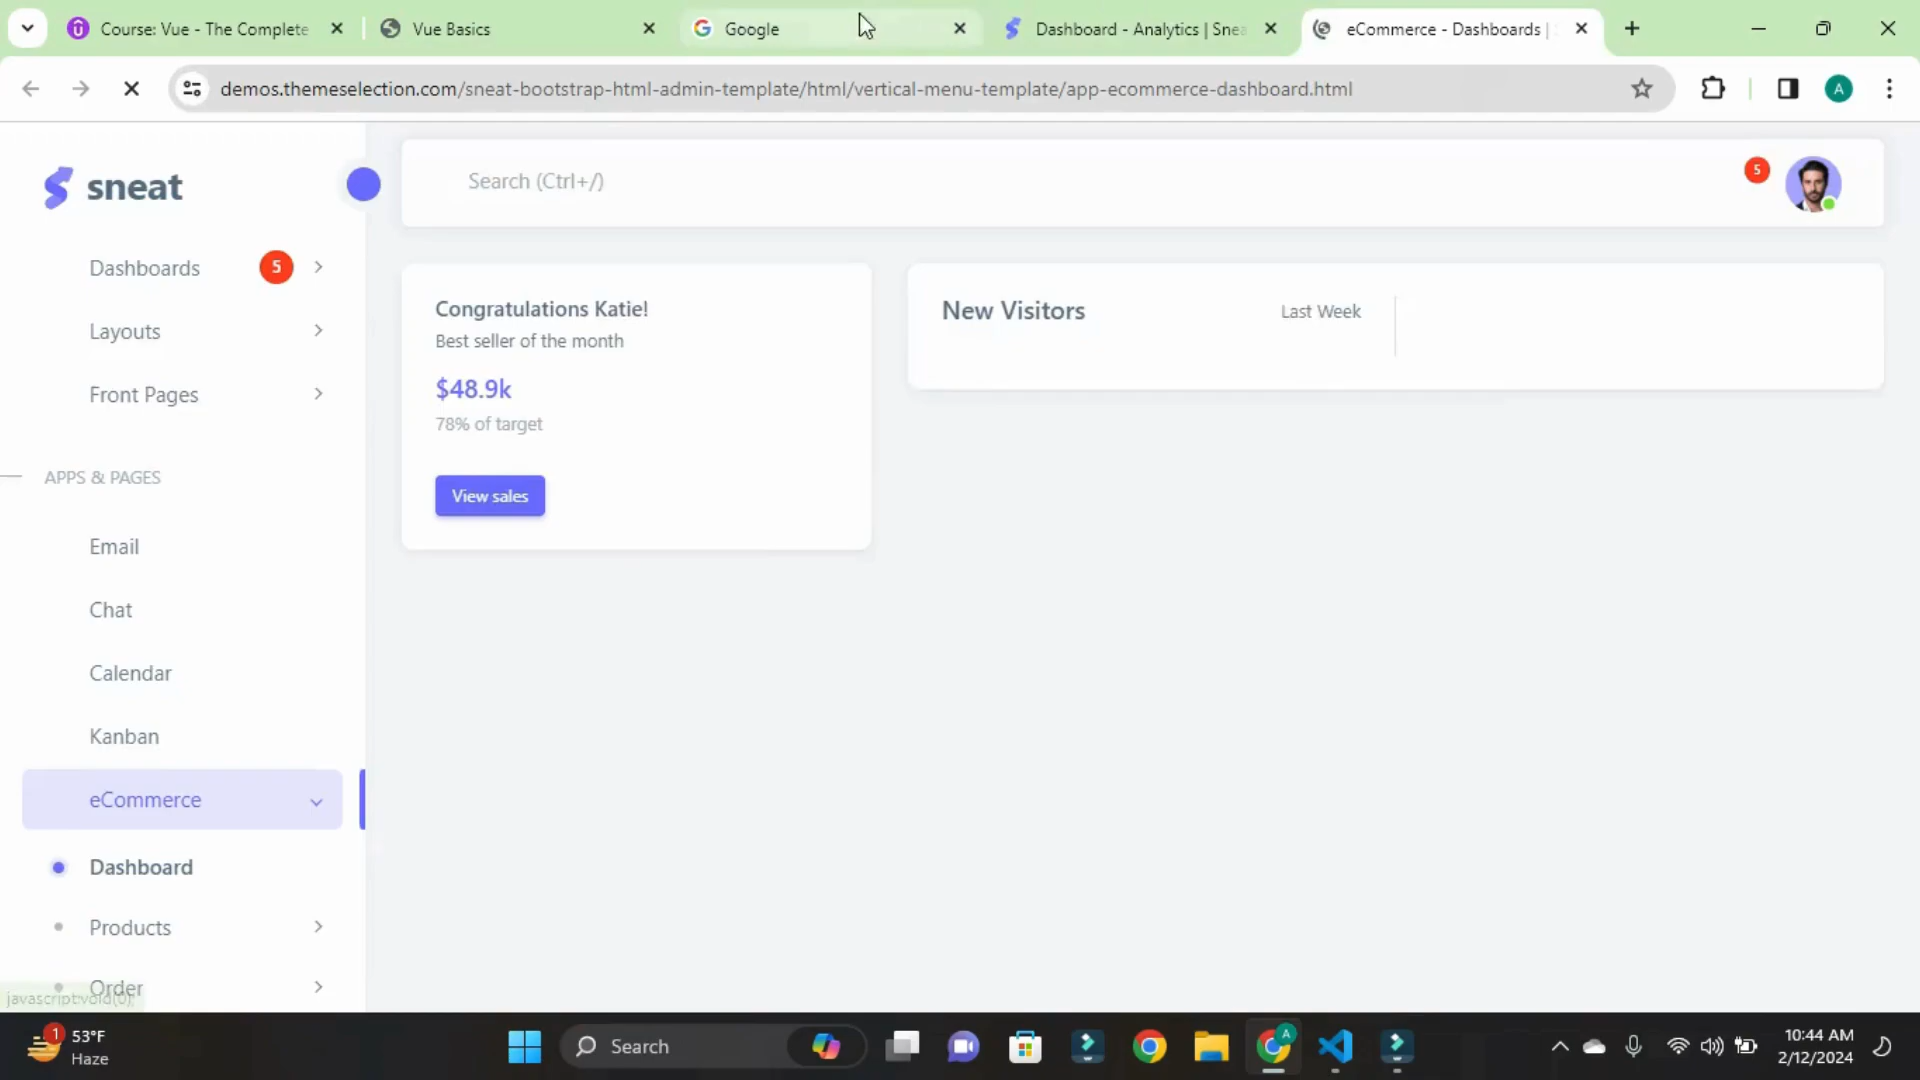 Course: Vue - The Complete
Vue Basics
Google
Dashboard - Analytics | Snea
eCommerce - Dashboards |
demos.themeselection.com/sneat-bootstrap-html-admin-template/html/vertical-menu-template/app-ecommerce-dashboard.html
A
sneat
Search (Ctrl+/)
5
Dashboards 5
Layouts
Front Pages
APPS & PAGES
Email
Chat
Calendar
Kanban
eCommerce
Dashboard
Products
Order
javascript:void(0);
Congratulations Katie!
Best seller of the month
$48.9k
78% of target
View sales
New Visitors
Last Week
1
53°F
Haze
Search
A
10:44 AM
2/12/2024